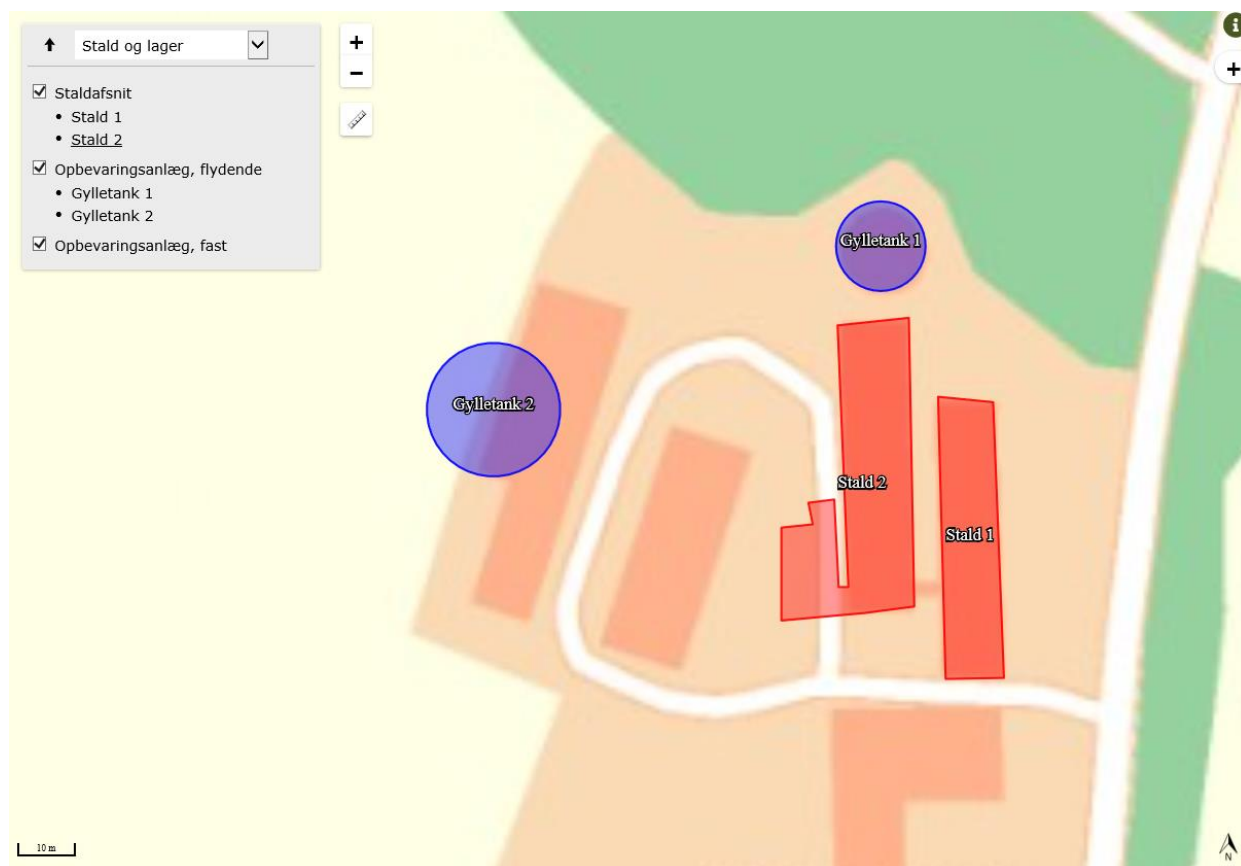 Stald og lager
Staldafsnit
• Stald 1
• Stald 2
Opbevaringsanlæg, flydende
• Gylletank 1
• Gylletank 2
Opbevaringsanlæg, fast
+
−
i
+
Gylletank 1
Gylletank 2
Stald 2
Stald 1
10 m
N